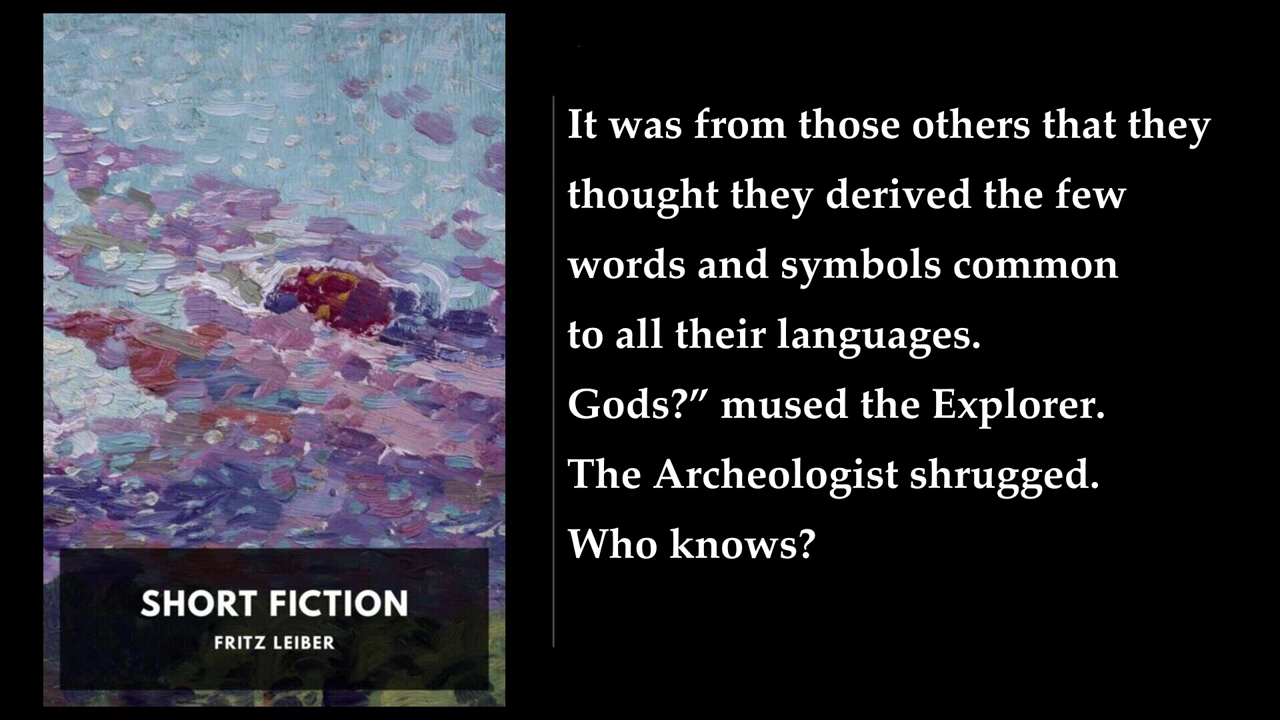 SHORT FICTION
FRITZ LEIBER
It was from those others that they
thought they derived the few
words and symbols common
to all their languages.
Gods?” mused the Explorer.
The Archeologist shrugged.
Who knows?